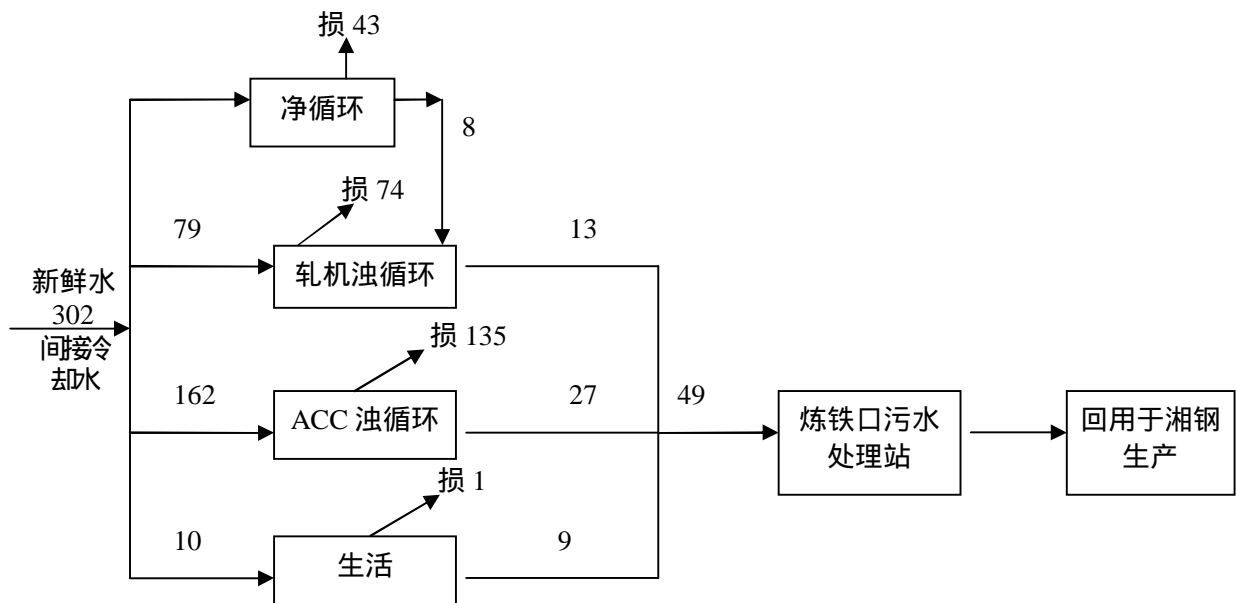 损 43
净循环
8
损 74
79
13
轧机浊循环
新鲜水
302
间接冷
却水
损 135
162
27
49
ACC 浊循环
炼铁口污水
处理站
回用于湘钢
生产
损 1
10
9
生活